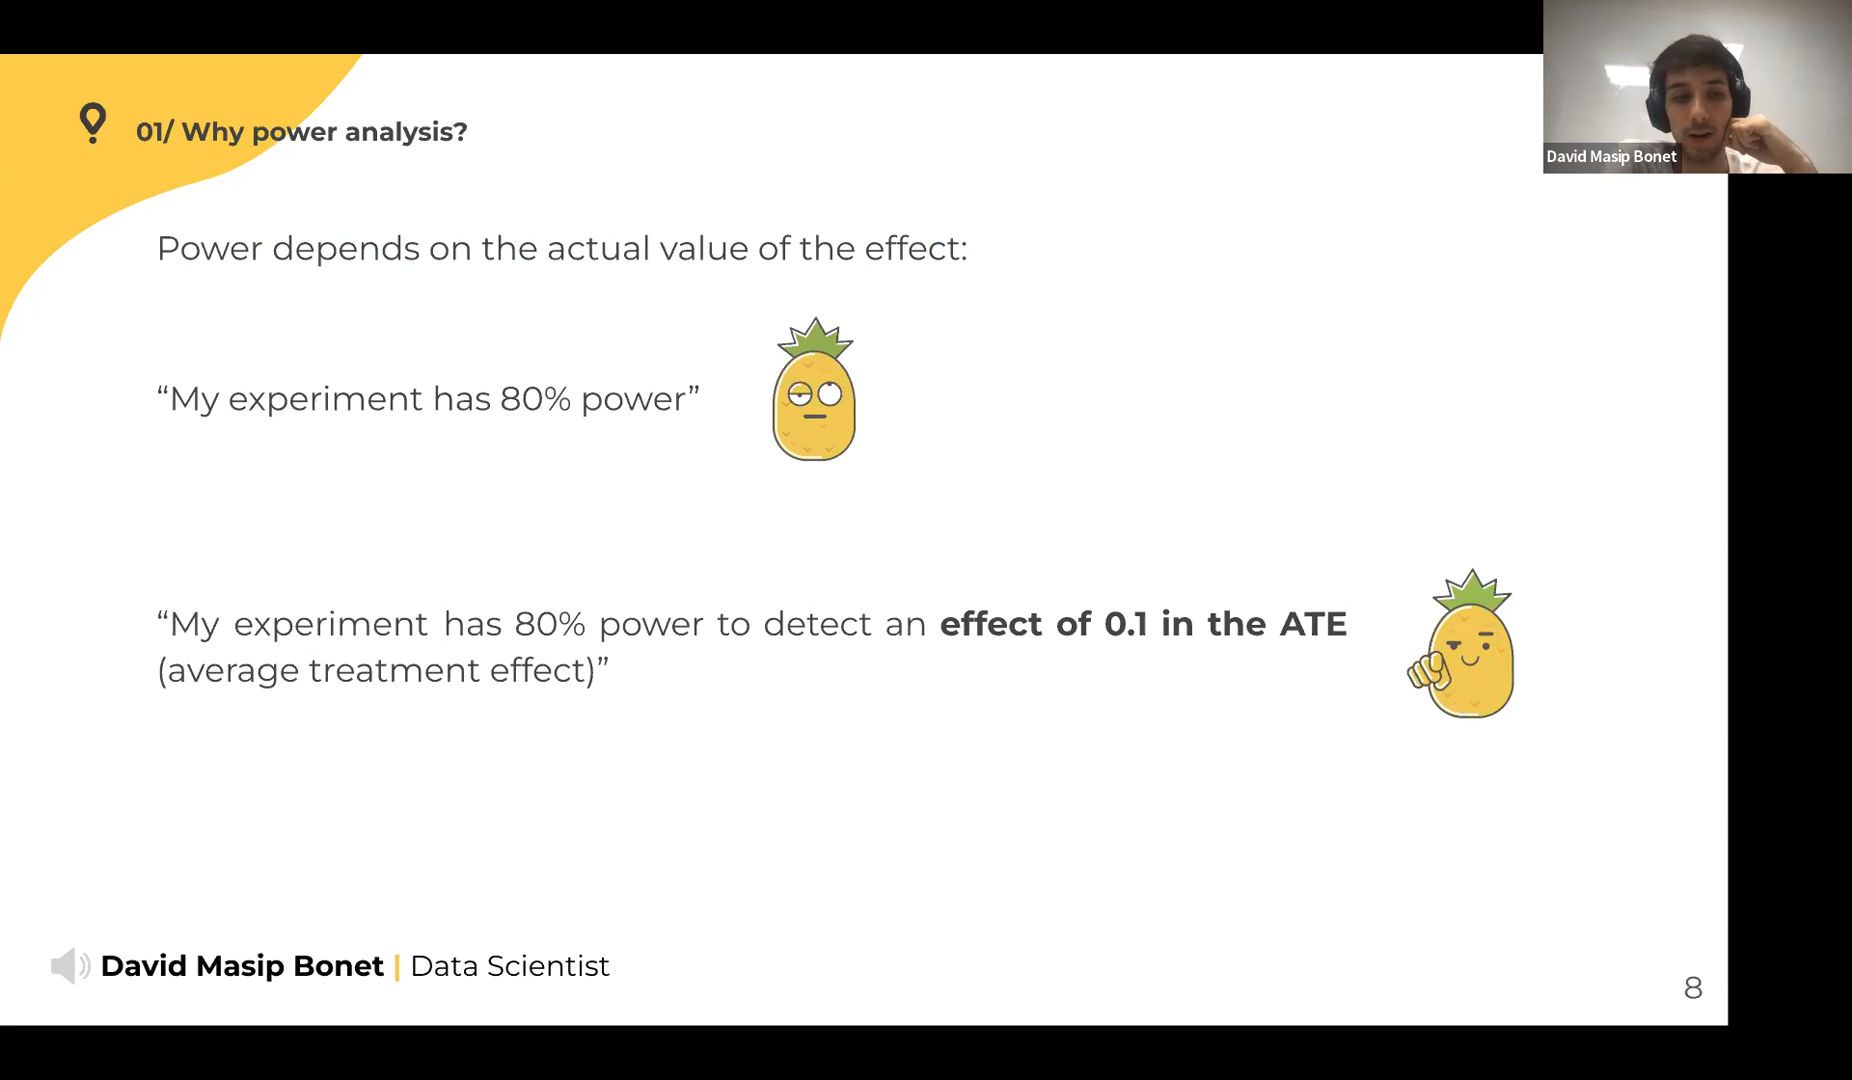 David Masip Bonet
01/ Why power analysis?
Power depends on the actual value of the effect:
“My experiment has 80% power”
“My experiment has 80% power to detect an effect of 0.1 in the ATE
(average treatment effect)”
David Masip Bonet | Data Scientist
8